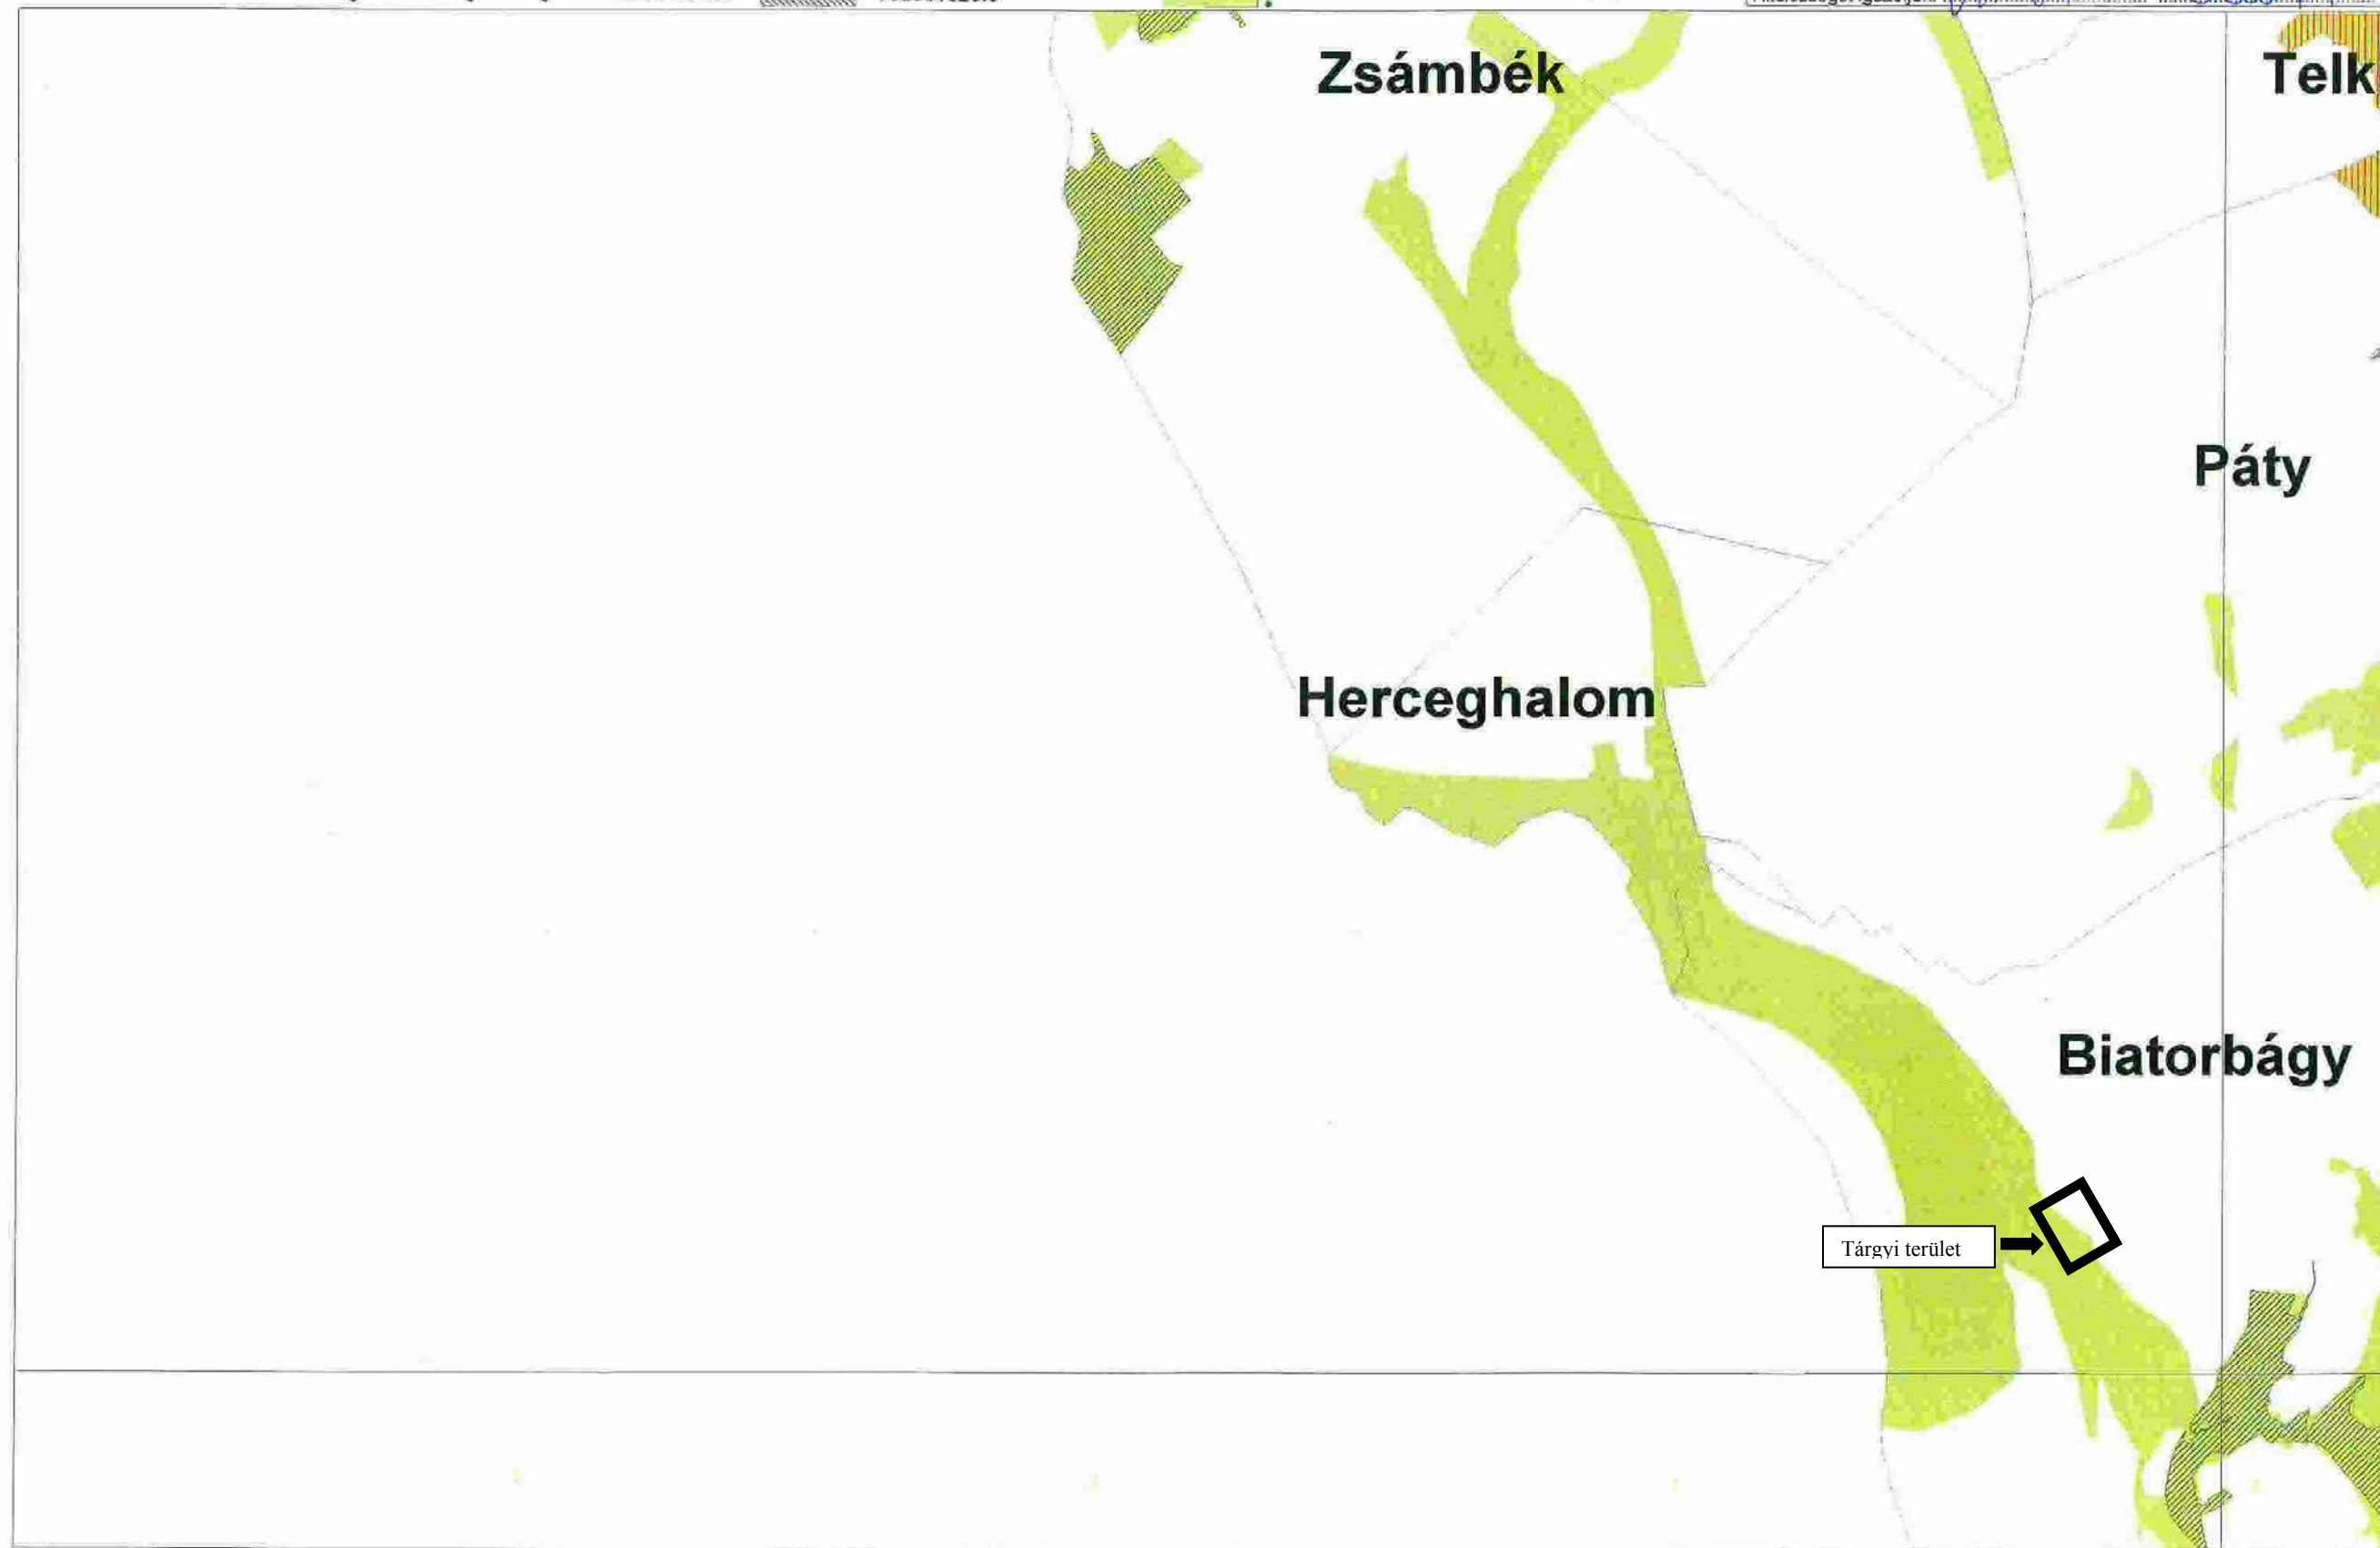 Zsámbék
Telk
Páty
Herceghalom
Biatorbágy
Tárgyi terület